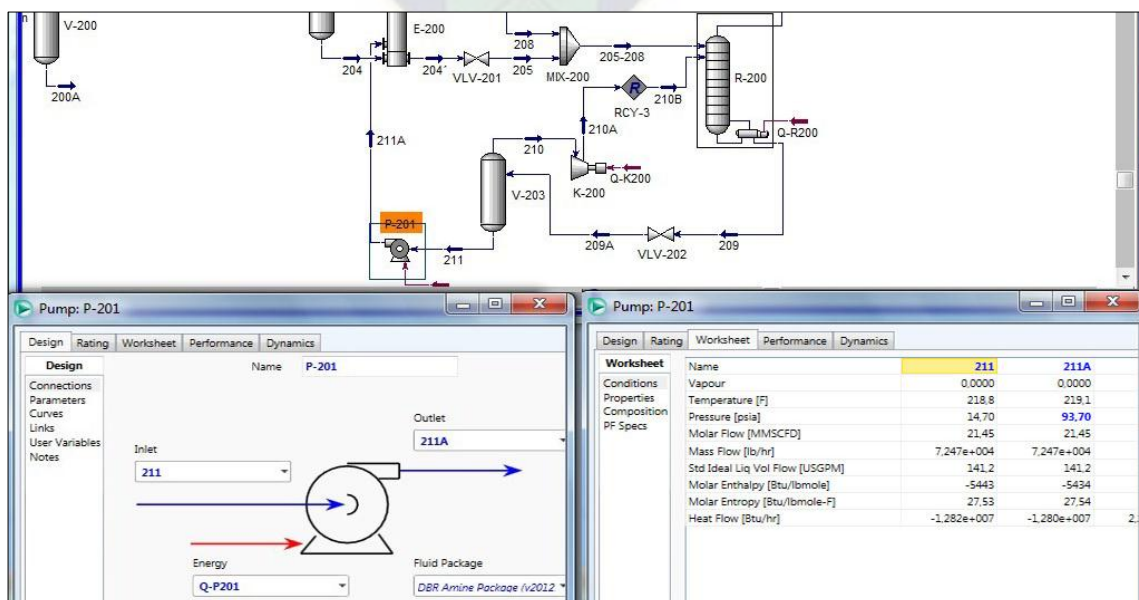 n
V-200
200A
204
211A
E-200
204'
VLV-201
205
208
MIX-200
205-208
RCY-3
210B
210A
R-200
Q-R200
210
K-200
Q-K200
V-203
209A
VLV-202
209
P-201
211
Pump: P-201
Design Rating Worksheet Performance Dynamics
Design
Connections
Parameters
Curves
Links
User Variables
Notes
Name P-201
Outlet
211A
Inlet
211
Energy
Q-P201
Fluid Package
DBR Amine Package (v2012
Pump: P-201
Design Rating Worksheet Performance Dynamics
Worksheet
Conditions
Properties
Composition
PF Specs
Name 211 211A
Vapour 0,0000 0,0000
Temperature [F] 218,8 219,1
Pressure [psia] 14,70 93,70
Molar Flow [MMSCFD] 21,45 21,45
Mass Flow [lb/hr] 7,247e+004 7,247e+004
Std Ideal Liq Vol Flow [USGPM] 141,2 141,2
Molar Enthalpy [Btu/lbmole] -5443 -5434
Molar Entropy [Btu/lbmole-F] 27,53 27,54
Heat Flow [Btu/hr] -1,282e+007 -1,280e+007 2,